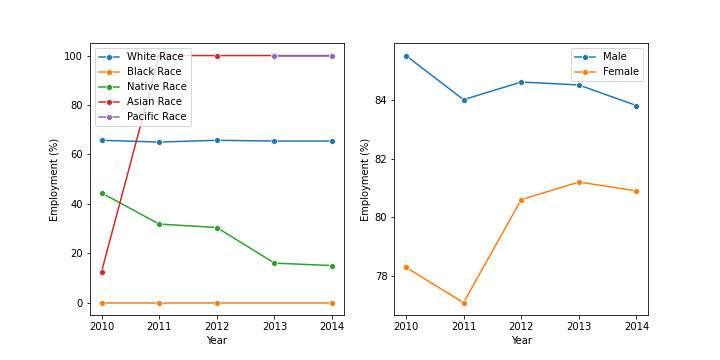 White Race
Black Race
Native Race
Asian Race
Pacific Race
100
80
60
40
20
0
Employment (%)
2010 2011 2012 2013 2014
Year
Male
Female
84
82
80
78
Employment (%)
2010 2011 2012 2013 2014
Year